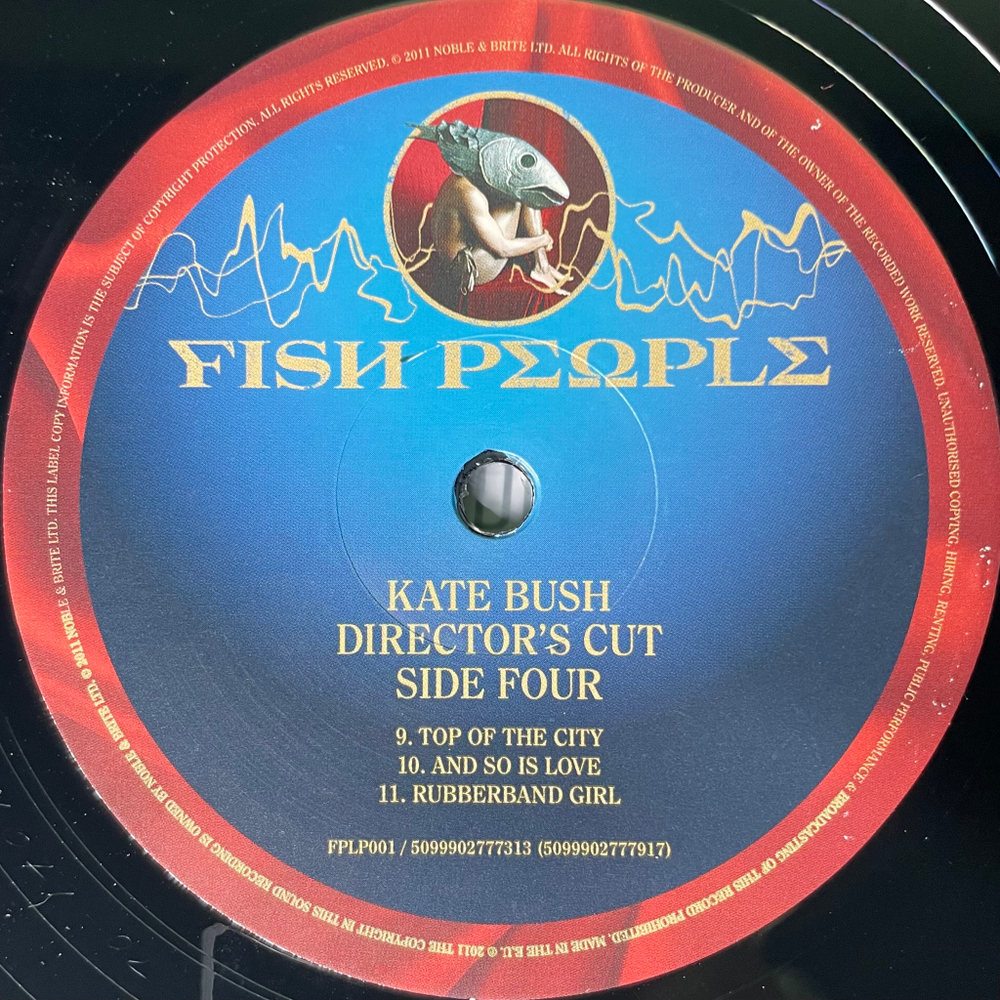 FISH PEOPLE
KATE BUSH
DIRECTOR'S CUT
SIDE FOUR
9. TOP OF THE CITY
10. AND SO IS LOVE
11. RUBBERBAND GIRL
FPLP001 / 5099902777313 (5099902777917)
℗ 2011 THE COPYRIGHT IN THIS SOUND RECORDING IS OWNED BY NOBLE & BRITE LTD. © 2011 NOBLE & BRITE LTD. THIS LABEL COPY INFORMATION IS THE SUBJECT OF COPYRIGHT PROTECTION. ALL RIGHTS RESERVED. © 2011 NOBLE & BRITE LTD. ALL RIGHTS OF THE PRODUCER AND OF THE OWNER OF THE RECORDED WORK RESERVED. UNAUTHORISED COPYING, HIRING, RENTING, PUBLIC PERFORMANCE & BROADCASTING OF THIS RECORD PROHIBITED. MADE IN THE E.U.